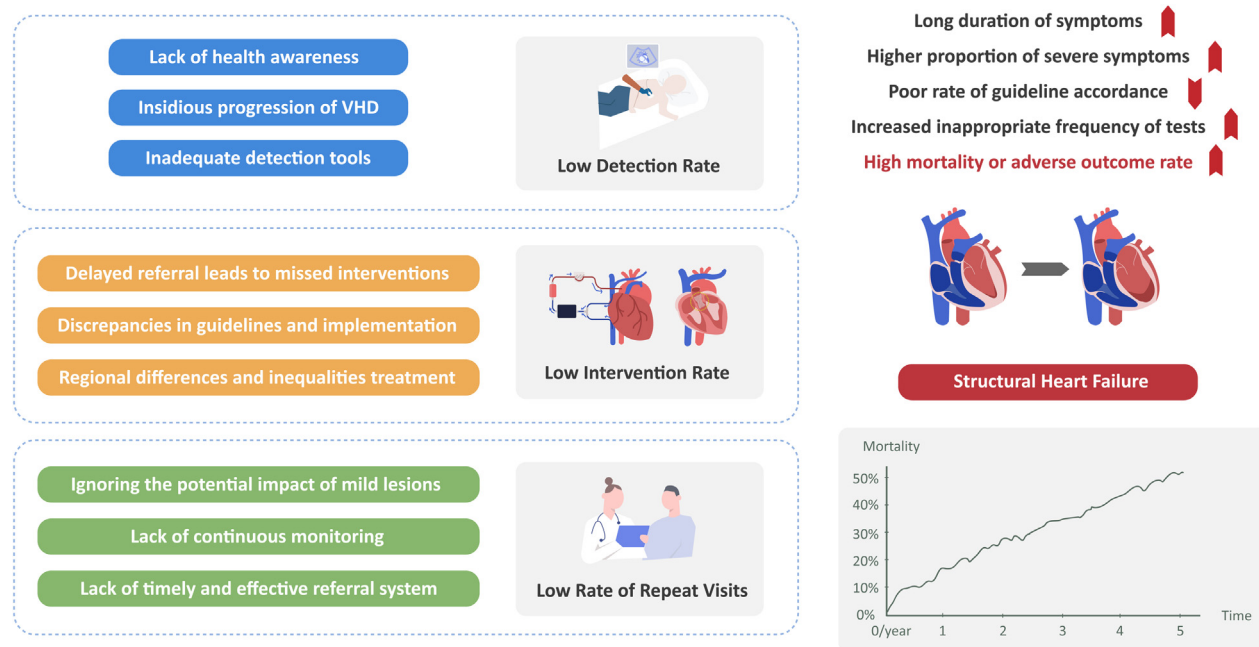 Lack of health awareness
Insidious progression of VHD
Inadequate detection tools
Low Detection Rate
Delayed referral leads to missed interventions
Discrepancies in guidelines and implementation
Regional differences and inequalities treatment
Low Intervention Rate
Ignoring the potential impact of mild lesions
Lack of continuous monitoring
Lack of timely and effective referral system
Low Rate of Repeat Visits
Long duration of symptoms
Higher proportion of severe symptoms
Poor rate of guideline accordance
Increased inappropriate frequency of tests
High mortality or adverse outcome rate
Structural Heart Failure
Mortality
50%
40%
30%
20%
10%
0%
0/year 1 2 3 4 5
Time